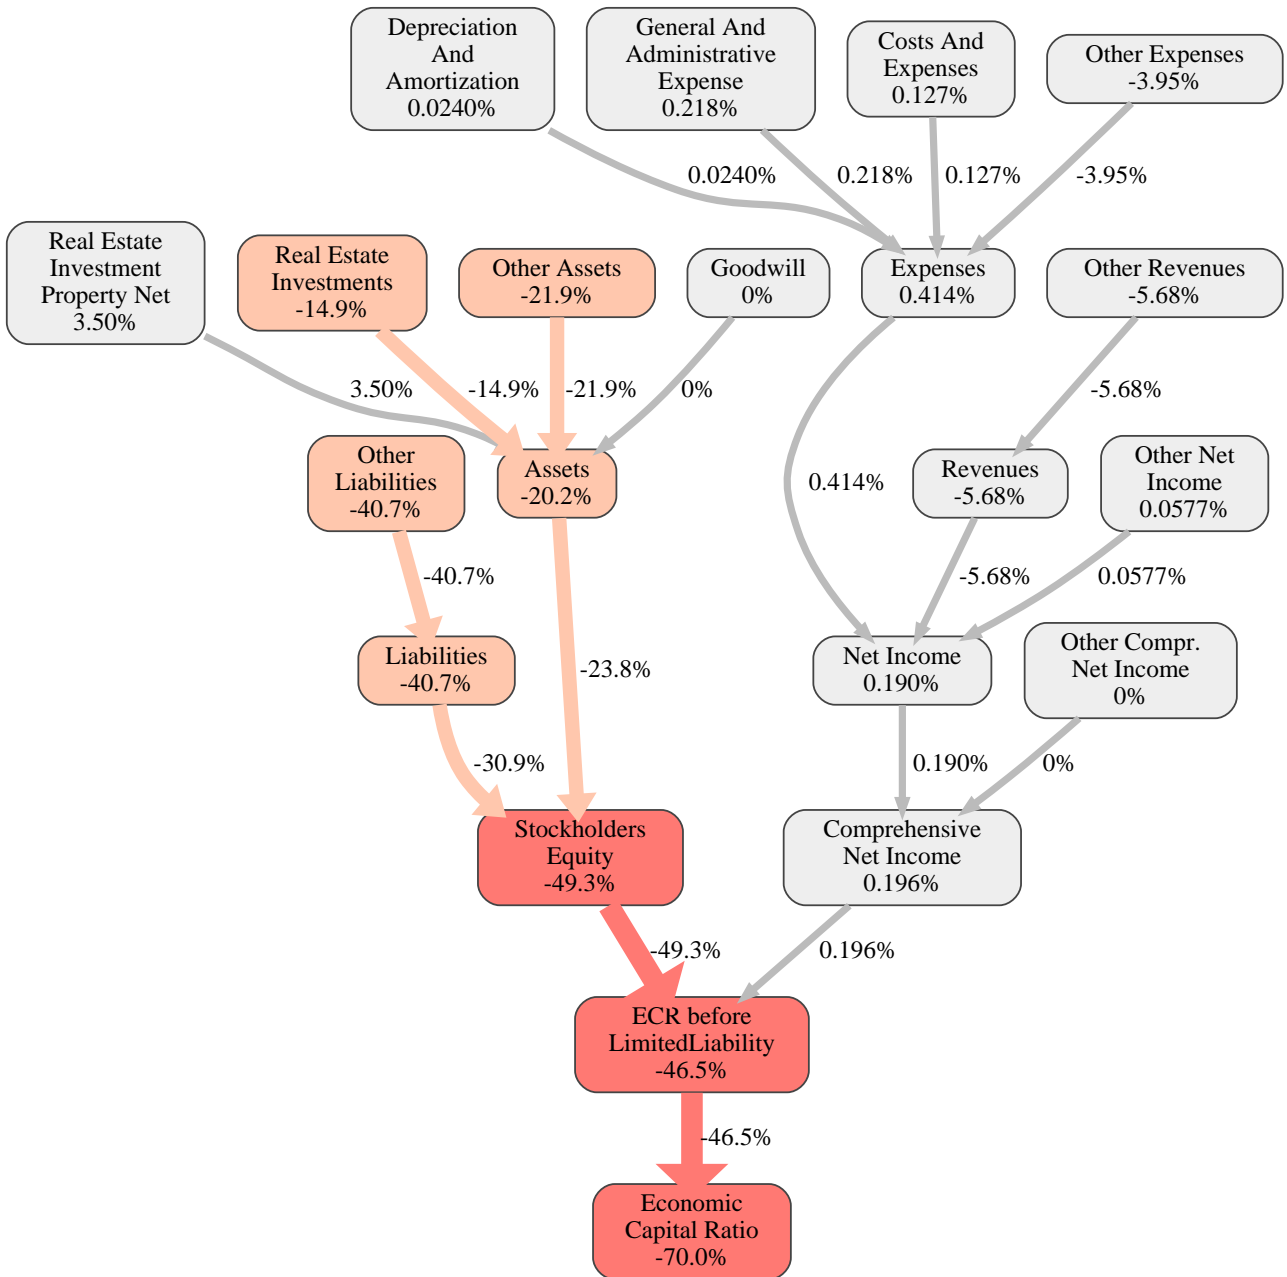 Depreciation
And
Amortization
0.0240%
General And
Administrative
Expense
0.218%
Costs And
Expenses
0.127%
Other Expenses
-3.95%
0.0240%
0.218%
0.127%
-3.95%
Real Estate
Investment
Property Net
3.50%
Real Estate
Investments
-14.9%
Other Assets
-21.9%
Goodwill
0%
Expenses
0.414%
Other Revenues
-5.68%
3.50%
-14.9%
-21.9%
0%
-5.68%
Other
Liabilities
-40.7%
Assets
-20.2%
0.414%
Revenues
-5.68%
Other Net
Income
0.0577%
-40.7%
-5.68%
0.0577%
Liabilities
-40.7%
-23.8%
Net Income
0.190%
Other Compr.
Net Income
0%
-30.9%
0.190%
0%
Stockholders
Equity
-49.3%
Comprehensive
Net Income
0.196%
-49.3%
0.196%
ECR before
LimitedLiability
-46.5%
-46.5%
Economic
Capital Ratio
-70.0%